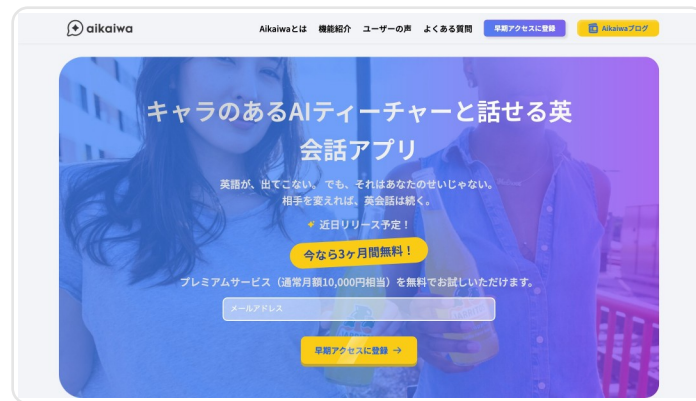 aikaiwa
Aikaiwaとは 機能紹介 ユーザーの声 よくある質問 早期アクセスに登録 Aikaiwaブログ
キャラのあるAIティーチャーと話せる英
会話アプリ
英語が、出てこない。 でも、それはあなたのせいじゃない。
相手を変えれば、英会話は続く。
近日リリース予定！
今なら3ヶ月間無料！
プレミアムサービス（通常月額10,000円相当）を無料でお試しいただけます。
メールアドレス
早期アクセスに登録 →